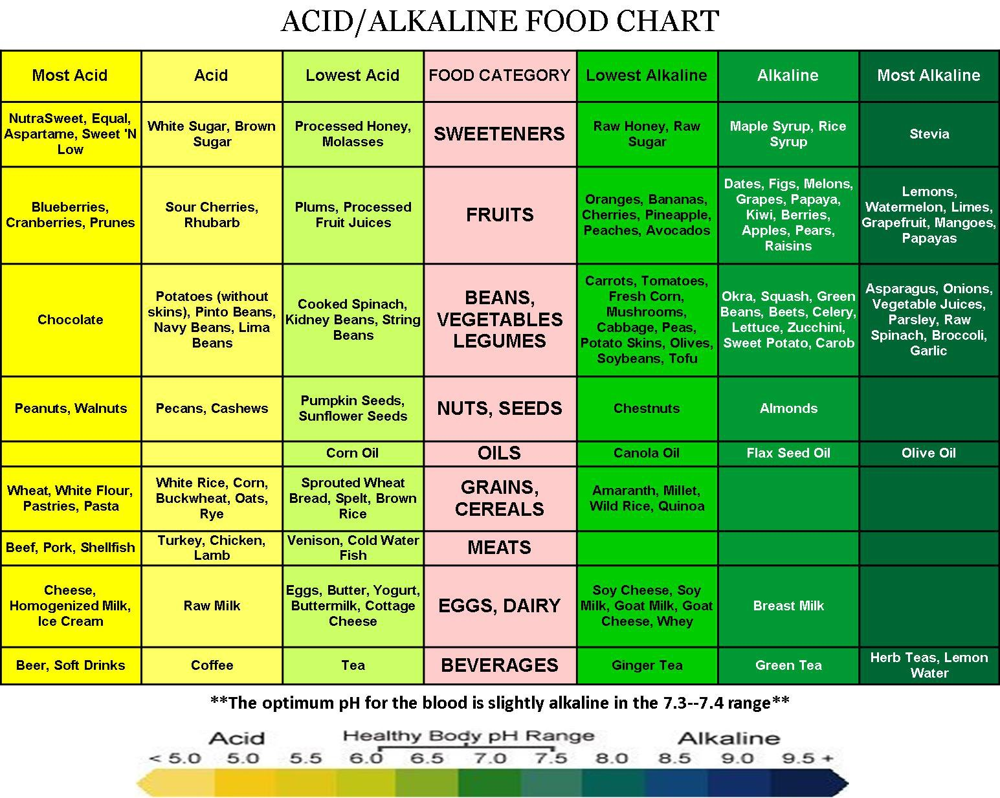 ACID/ALKALINE FOOD CHART
Most Acid
Acid
Lowest Acid
FOOD CATEGORY
Lowest Alkaline
Alkaline
Most Alkaline
NutraSweet, Equal,
Aspartame, Sweet 'N
Low
White Sugar, Brown
Sugar
Processed Honey,
Molasses
SWEETENERS
Raw Honey, Raw
Sugar
Maple Syrup, Rice
Syrup
Stevia
Blueberries,
Cranberries, Prunes
Sour Cherries,
Rhubarb
Plums, Processed
Fruit Juices
FRUITS
Oranges, Bananas,
Cherries, Pineapple,
Peaches, Avocados
Dates, Figs, Melons,
Grapes, Papaya,
Kiwi, Berries,
Apples, Pears,
Raisins
Lemons,
Watermelon, Limes,
Grapefruit, Mangoes,
Papayas
Chocolate
Potatoes (without
skins), Pinto Beans,
Navy Beans, Lima
Beans
Cooked Spinach,
Kidney Beans, String
Beans
BEANS,
VEGETABLES
LEGUMES
Carrots, Tomatoes,
Fresh Corn,
Mushrooms,
Cabbage, Peas,
Potato Skins, Olives,
Soybeans, Tofu
Okra, Squash, Green
Beans, Beets, Celery,
Lettuce, Zucchini,
Sweet Potato, Carob
Asparagus, Onions,
Vegetable Juices,
Parsley, Raw
Spinach, Broccoli,
Garlic
Peanuts, Walnuts
Pecans, Cashews
Pumpkin Seeds,
Sunflower Seeds
NUTS, SEEDS
Chestnuts
Almonds
Corn Oil
OILS
Canola Oil
Flax Seed Oil
Olive Oil
Wheat, White Flour,
Pastries, Pasta
White Rice, Corn,
Buckwheat, Oats,
Rye
Sprouted Wheat
Bread, Spelt, Brown
Rice
GRAINS,
CEREALS
Amaranth, Millet,
Wild Rice, Quinoa
Beef, Pork, Shellfish
Turkey, Chicken,
Lamb
Venison, Cold Water
Fish
MEATS
Cheese,
Homogenized Milk,
Ice Cream
Raw Milk
Eggs, Butter, Yogurt,
Buttermilk, Cottage
Cheese
EGGS, DAIRY
Soy Cheese, Soy
Milk, Goat Milk, Goat
Cheese, Whey
Breast Milk
Beer, Soft Drinks
Coffee
Tea
BEVERAGES
Ginger Tea
Green Tea
Herb Teas, Lemon
Water
**The optimum pH for the blood is slightly alkaline in the 7.3--7.4 range**
Acid Healthy Body pH Range Alkaline
< 5.0 5.0 5.5 6.0 6.5 7.0 7.5 8.0 8.5 9.0 9.5 +